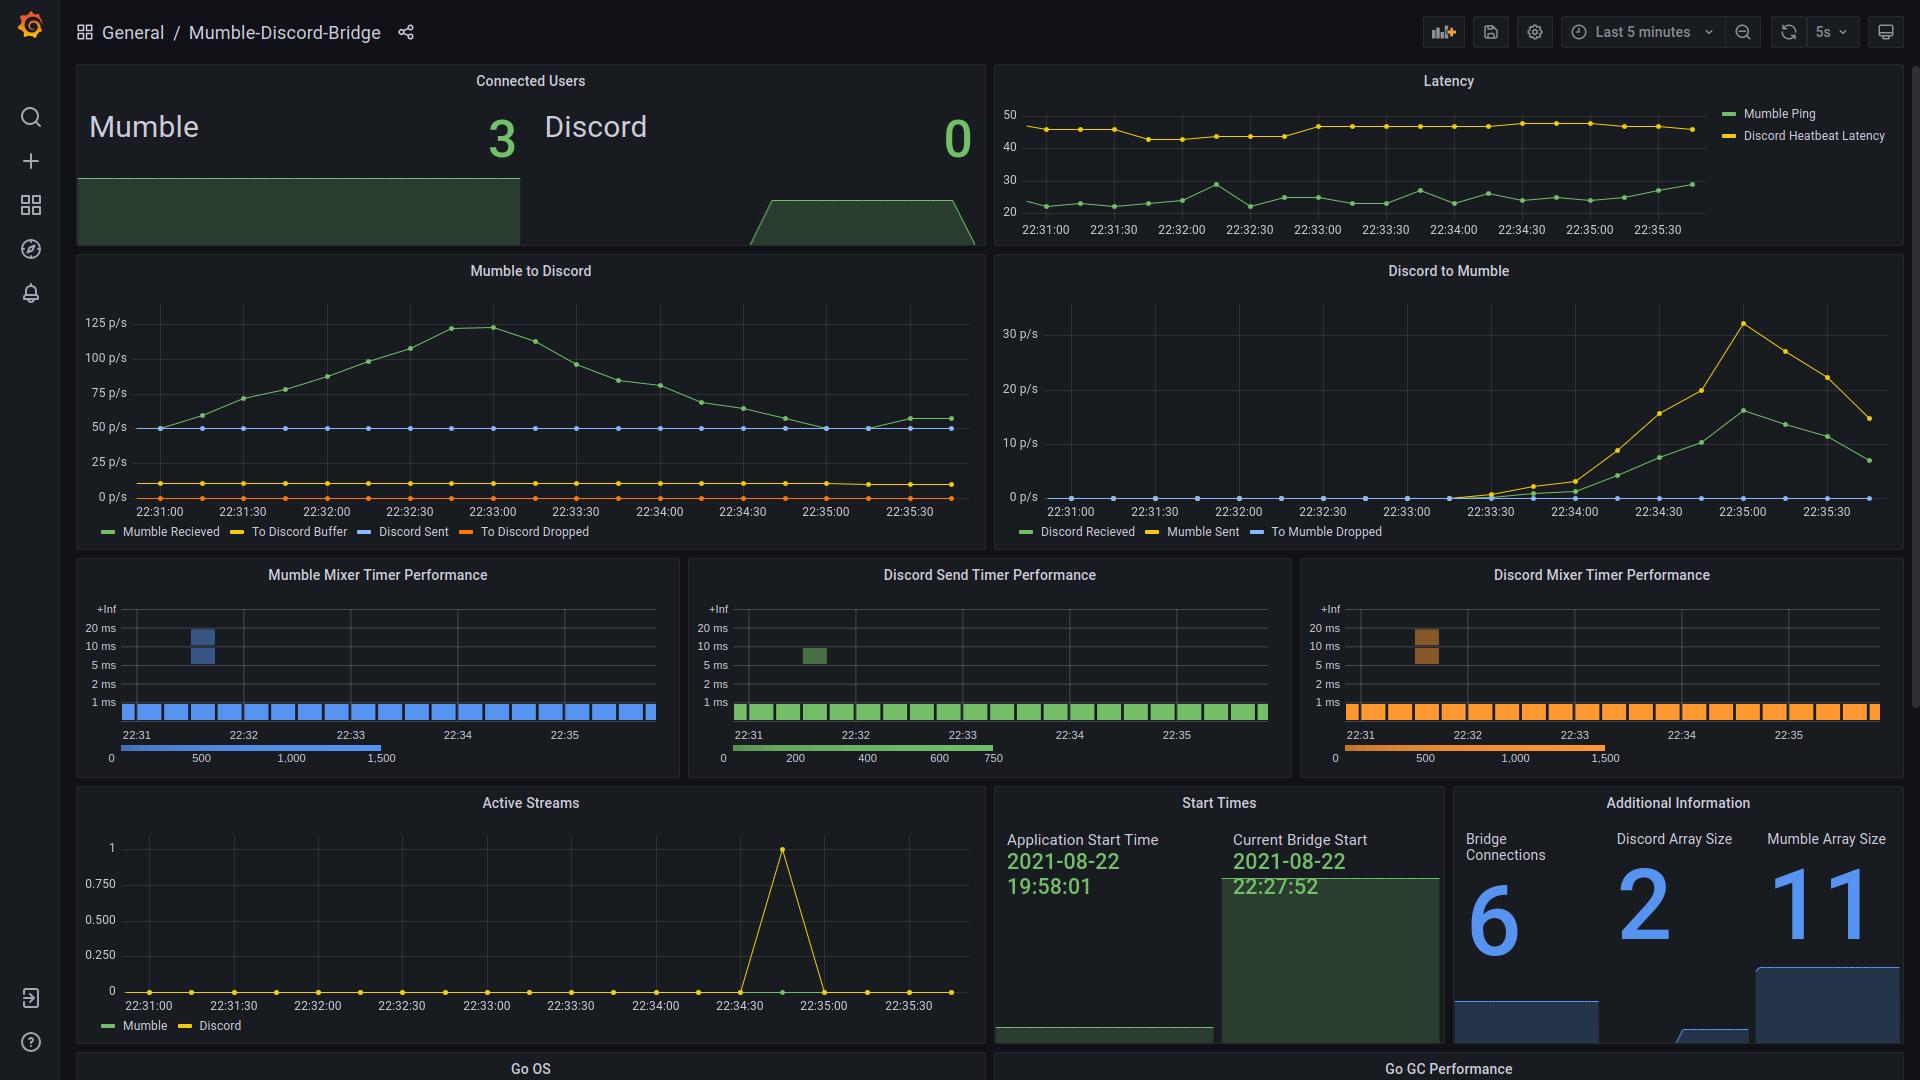 General / Mumble-Discord-Bridge
Last 5 minutes
5s
Connected Users
Mumble
3
Discord
0
Latency
50
40
30
20
22:31:00 22:31:30 22:32:00 22:32:30 22:33:00 22:33:30 22:34:00 22:34:30 22:35:00 22:35:30
Mumble Ping
Discord Heatbeat Latency
Mumble to Discord
125 p/s
100 p/s
75 p/s
50 p/s
25 p/s
0 p/s
22:31:00 22:31:30 22:32:00 22:32:30 22:33:00 22:33:30 22:34:00 22:34:30 22:35:00 22:35:30
Mumble Recieved To Discord Buffer Discord Sent To Discord Dropped
Discord to Mumble
30 p/s
20 p/s
10 p/s
0 p/s
22:31:00 22:31:30 22:32:00 22:32:30 22:33:00 22:33:30 22:34:00 22:34:30 22:35:00 22:35:30
Discord Recieved Mumble Sent To Mumble Dropped
Mumble Mixer Timer Performance
+Inf
20 ms
10 ms
5 ms
2 ms
1 ms
22:31 22:32 22:33 22:34 22:35
0 500 1,000 1,500
Discord Send Timer Performance
+Inf
20 ms
10 ms
5 ms
2 ms
1 ms
22:31 22:32 22:33 22:34 22:35
0 200 400 600 750
Discord Mixer Timer Performance
+Inf
20 ms
10 ms
5 ms
2 ms
1 ms
22:31 22:32 22:33 22:34 22:35
0 500 1,000 1,500
Active Streams
1
0.750
0.500
0.250
0
22:31:00 22:31:30 22:32:00 22:32:30 22:33:00 22:33:30 22:34:00 22:34:30 22:35:00 22:35:30
Mumble Discord
Start Times
Application Start Time
2021-08-22
19:58:01
Current Bridge Start
2021-08-22
22:27:52
Additional Information
Bridge
Connections
6
Discord Array Size
2
Mumble Array Size
11
Go OS
Go GC Performance